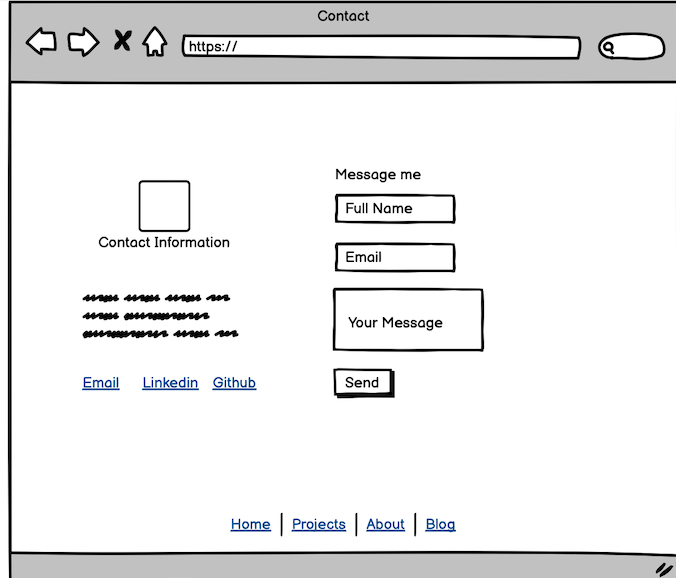 Contact
https://
Contact Information
Email Linkedin Github
Message me
Full Name
Email
Your Message
Send
Home Projects About Blog